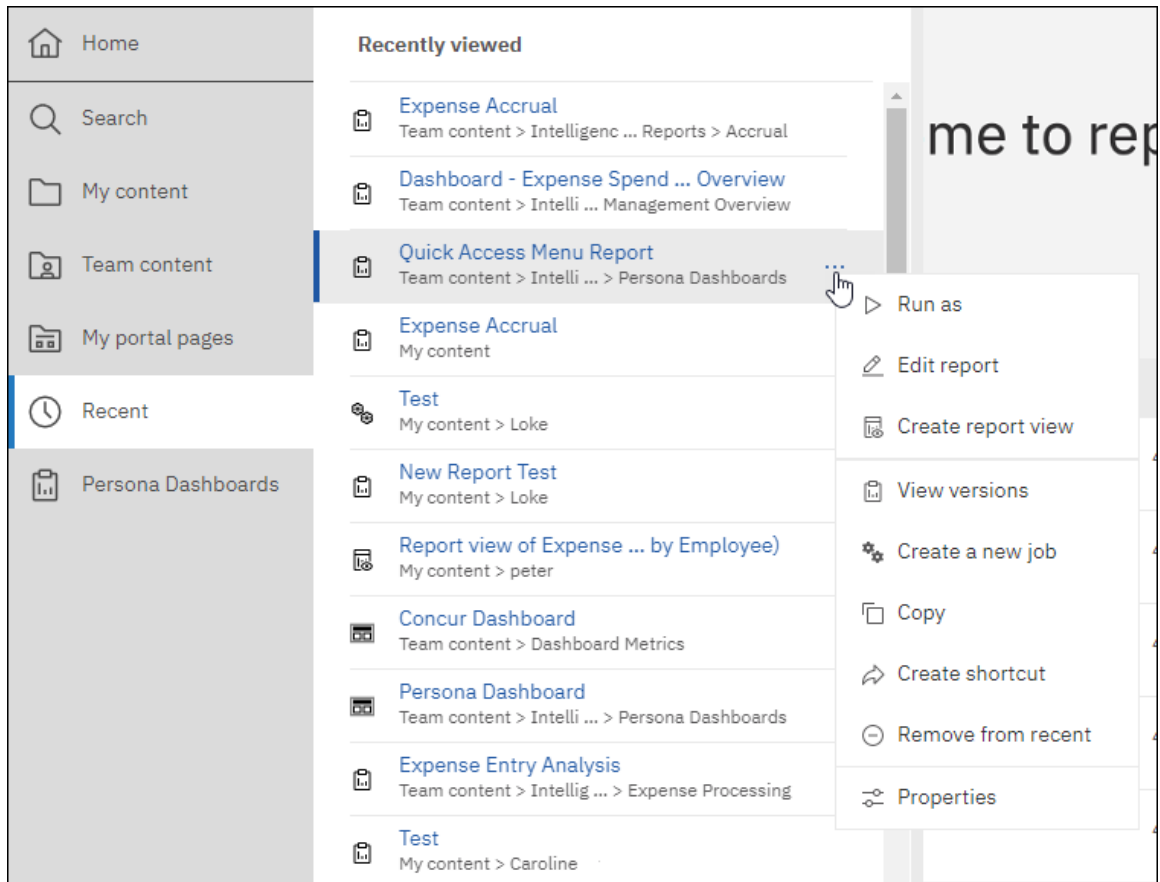 Home
Search
My content
Team content
My portal pages
Recent
Persona Dashboards
Recently viewed
Expense Accrual
Team content > Intelligenc ... Reports > Accrual
Dashboard - Expense Spend ... Overview
Team content > Intelli ... Management Overview
Quick Access Menu Report
Team content > Intelli ... > Persona Dashboards
...
Expense Accrual
My content
Test
My content > Loke
New Report Test
My content > Loke
Report view of Expense ... by Employee)
My content > peter
Concur Dashboard
Team content > Dashboard Metrics
Persona Dashboard
Team content > Intelli ... > Persona Dashboards
Expense Entry Analysis
Team content > Intellig ... > Expense Processing
Test
My content > Caroline
me to rep
Run as
Edit report
Create report view
View versions
Create a new job
Copy
Create shortcut
Remove from recent
Properties